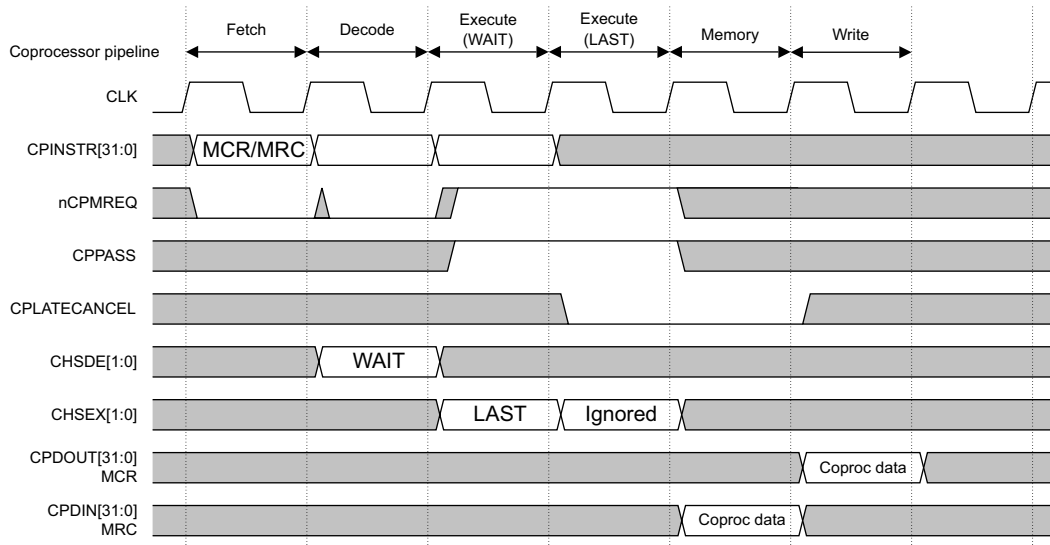 Coprocessor pipeline
Fetch
Decode
Execute
(WAIT)
Execute
(LAST)
Memory
Write
CLK
CPINSTR[31:0]
MCR/MRC
nCPMREQ
CPPASS
CPLATECANCEL
CHSDE[1:0]
WAIT
CHSEX[1:0]
LAST
Ignored
CPDOUT[31:0]
MCR
Coproc data
CPDIN[31:0]
MRC
Coproc data